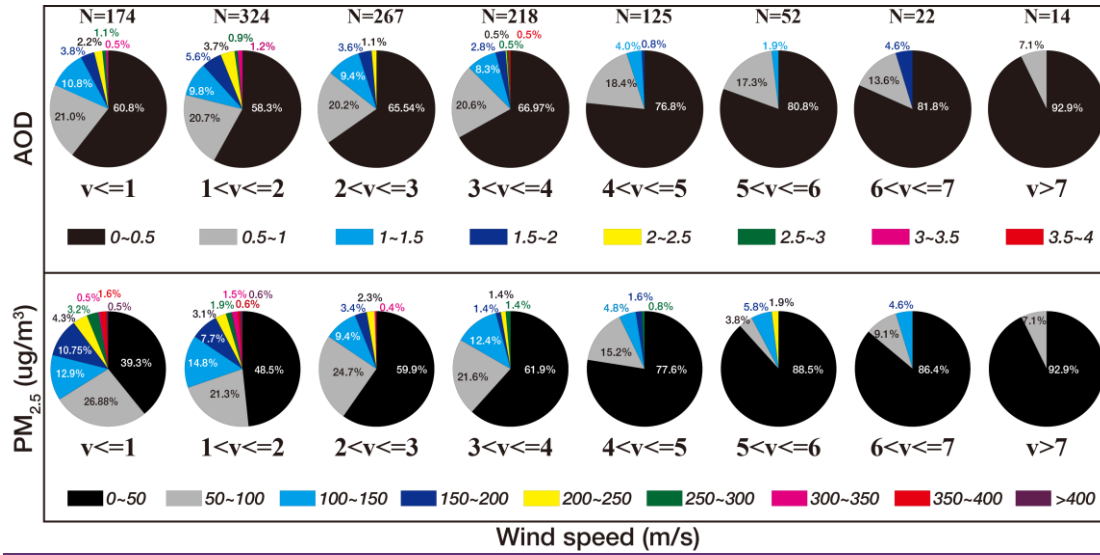 N=174 N=324 N=267 N=218 N=125 N=52 N=22 N=14
AOD
60.8% 21.0% 10.8% 3.8% 2.2% 1.1% 0.5%
58.3% 20.7% 9.8% 5.6% 3.7% 0.9% 1.2%
65.54% 20.2% 9.4% 3.6% 1.1%
66.97% 20.6% 8.3% 2.8% 0.5% 0.5% 0.5%
76.8% 18.4% 4.0% 0.8%
80.8% 17.3% 1.9%
81.8% 13.6% 4.6%
92.9% 7.1%
v<=1 1<v<=2 2<v<=3 3<v<=4 4<v<=5 5<v<=6 6<v<=7 v>7
0~0.5 0.5~1 1~1.5 1.5~2 2~2.5 2.5~3 3~3.5 3.5~4
PM2.5 (ug/m³)
39.3% 26.88% 12.9% 10.75% 4.3% 3.2% 0.5% 1.6% 0.5%
48.5% 21.3% 14.8% 7.7% 3.1% 1.9% 1.5% 0.6% 0.6%
59.9% 24.7% 9.4% 3.4% 2.3% 0.4%
61.9% 21.6% 12.4% 1.4% 1.4% 1.4%
77.6% 15.2% 4.8% 1.6% 0.8%
88.5% 3.8% 5.8% 1.9%
86.4% 9.1% 4.6%
92.9% 7.1%
v<=1 1<v<=2 2<v<=3 3<v<=4 4<v<=5 5<v<=6 6<v<=7 v>7
0~50 50~100 100~150 150~200 200~250 250~300 300~350 350~400 >400
Wind speed (m/s)